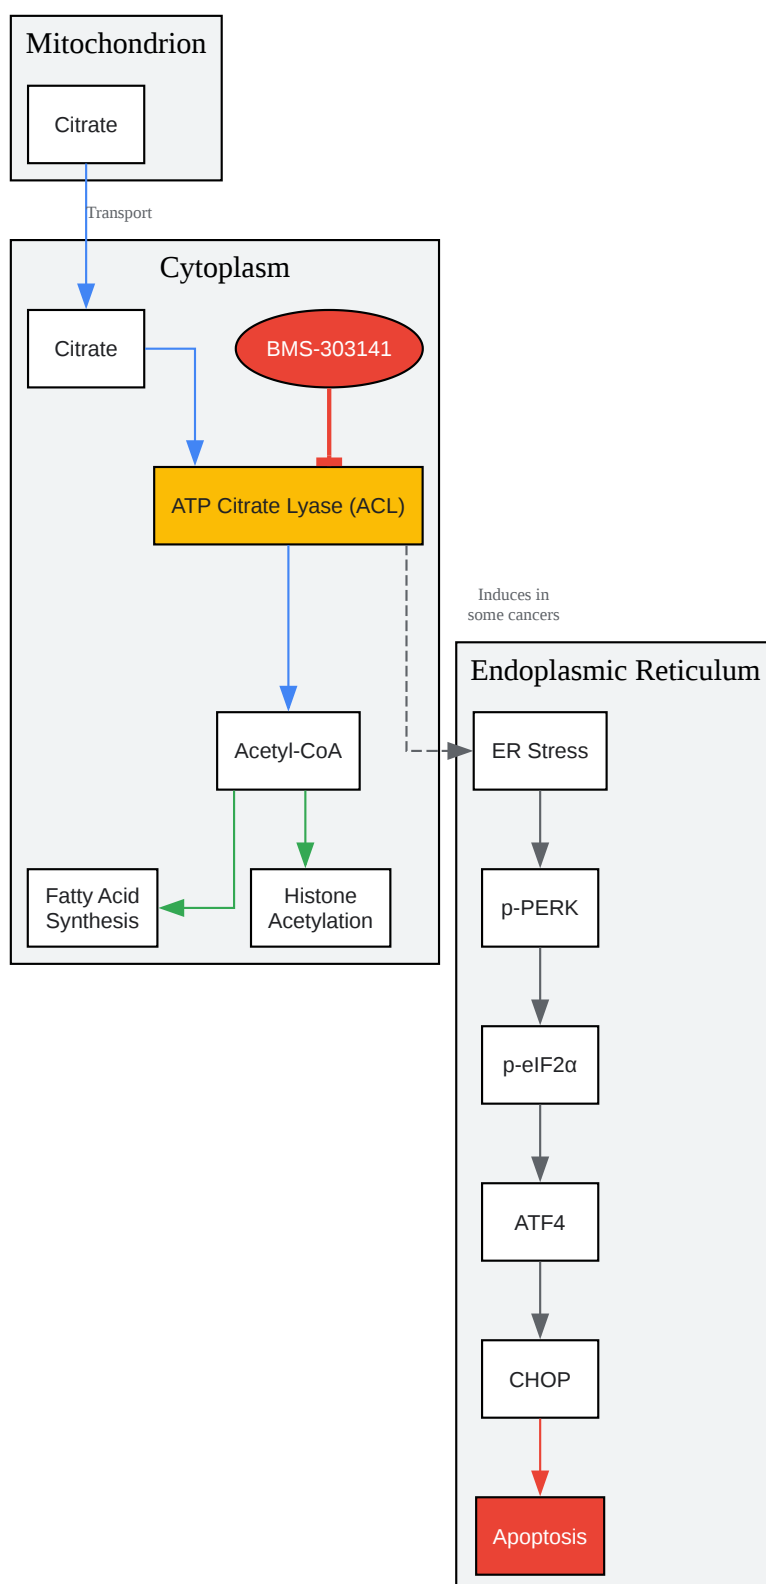 Mitochondrion
Citrate
Transport
Cytoplasm
Citrate
BMS-303141
ATP Citrate Lyase (ACL)
Induces in
some cancers
Endoplasmic Reticulum
Acetyl-CoA
ER Stress
Fatty Acid
Synthesis
Histone
Acetylation
p-PERK
p-eIF2α
ATF4
CHOP
Apoptosis